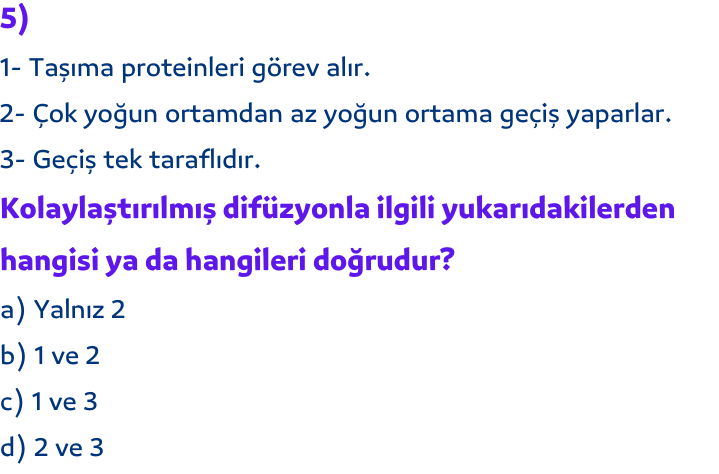 5)
1- Taşıma proteinleri görev alır.
2- Çok yoğun ortamdan az yoğun ortama geçiş yaparlar.
3- Geçiş tek taraflıdır.
Kolaylaştırılmış difüzyonla ilgili yukarıdakilerden
hangisi ya da hangileri doğrudur?
a) Yalnız 2
b) 1 ve 2
c) 1 ve 3
d) 2 ve 3